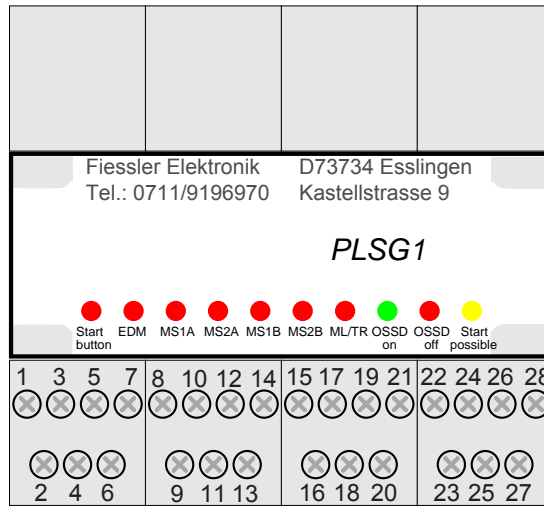 Fiessler Elektronik D73734 Esslingen
Tel.: 0711/9196970 Kastellstrasse 9
PLSG1
Start button EDM MS1A MS2A MS1B MS2B ML/TR OSSD on OSSD off Start possible
1 3 5 7 8 10 12 14 15 17 19 21 22 24 26 28
2 4 6 9 11 13 16 18 20 23 25 27